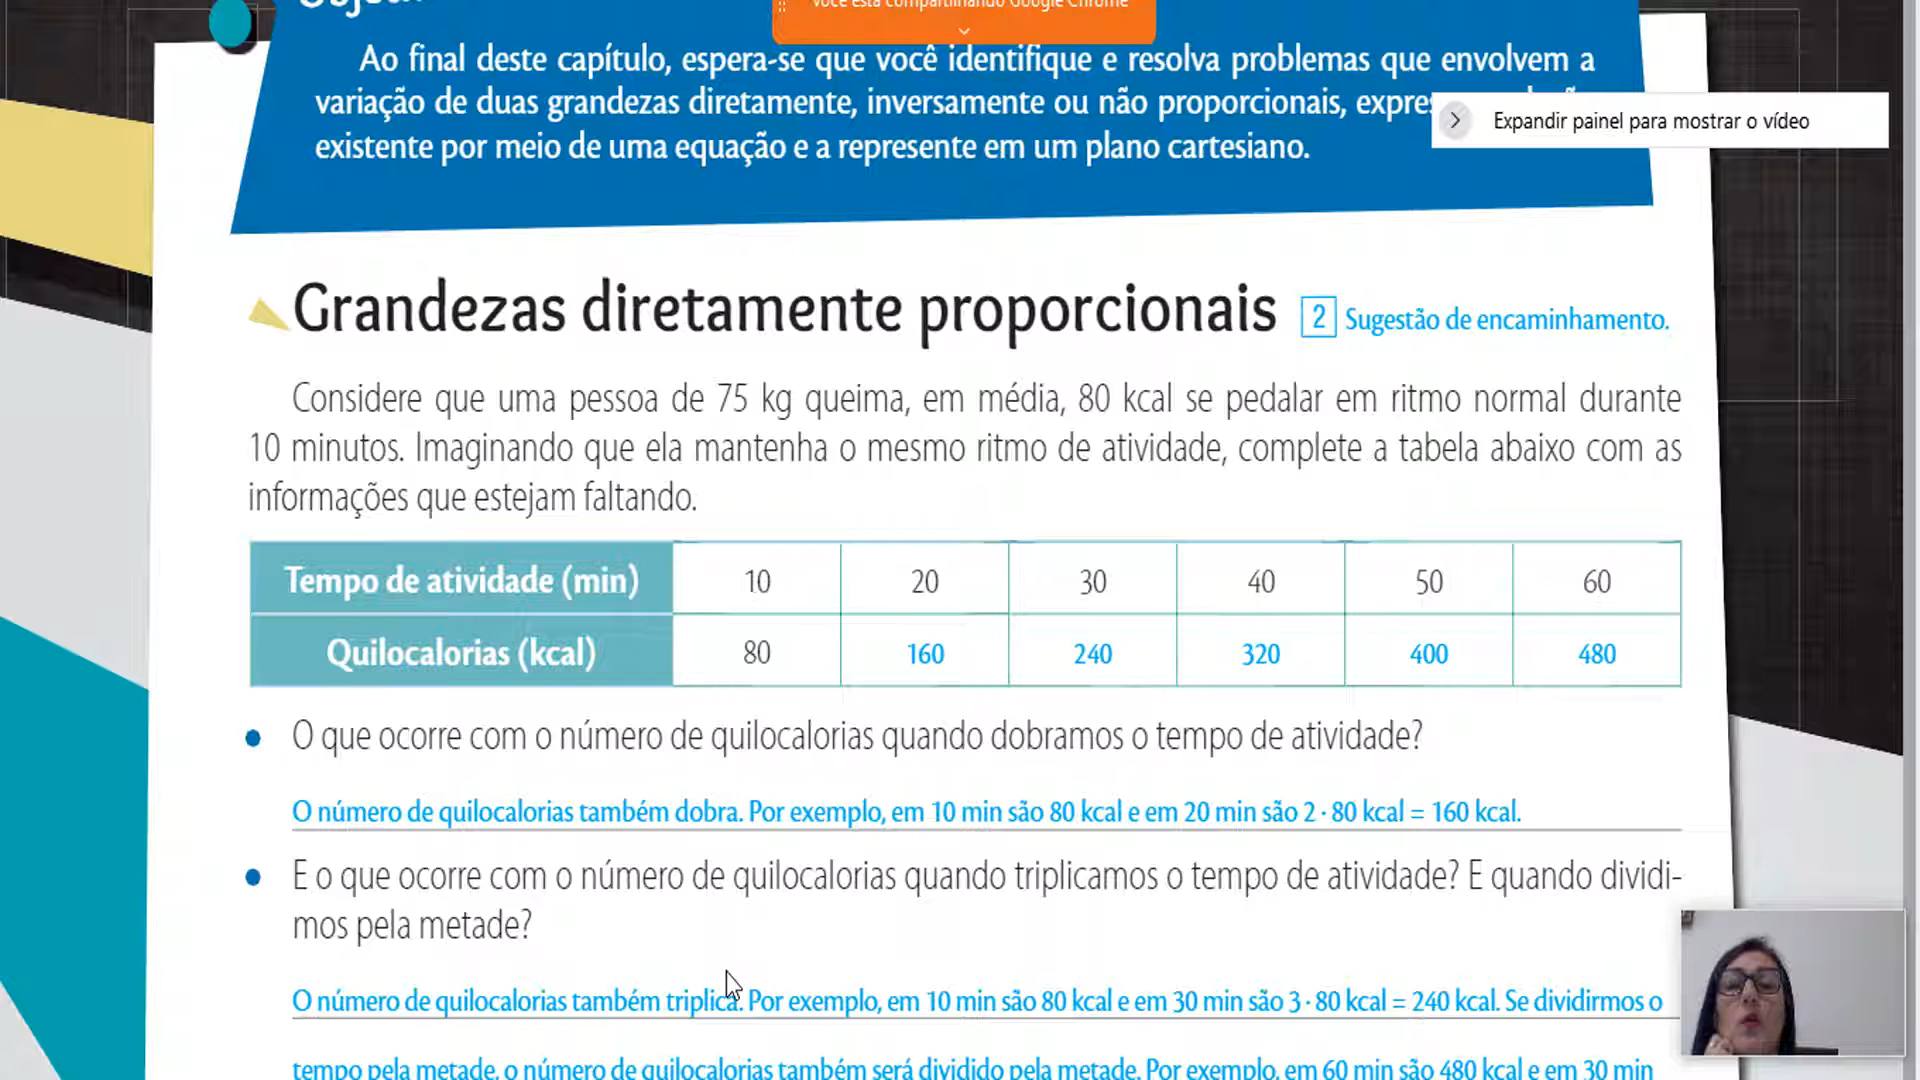 Você está compartilhando Google Chrome
Ao final deste capítulo, espera-se que você identifique e resolva problemas que envolvem a
variação de duas grandezas diretamente, inversamente ou não proporcionais,
existente por meio de uma equação e a represente em um plano cartesiano.
Expandir painel para mostrar o vídeo
Grandezas diretamente proporcionais 2 Sugestão de encaminhamento.
Considere que uma pessoa de 75 kg queima, em média, 80 kcal se pedalar em ritmo normal durante
10 minutos. Imaginando que ela mantenha o mesmo ritmo de atividade, complete a tabela abaixo com as
informações que estejam faltando.
Tempo de atividade (min) 10 20 30 40 50 60
Quilocalorias (kcal) 80 160 240 320 400 480
• O que ocorre com o número de quilocalorias quando dobramos o tempo de atividade?
O número de quilocalorias também dobra. Por exemplo, em 10 min são 80 kcal e em 20 min são 2 · 80 kcal = 160 kcal.
• E o que ocorre com o número de quilocalorias quando triplicamos o tempo de atividade? E quando dividi-
mos pela metade?
O número de quilocalorias também triplica. Por exemplo, em 10 min são 80 kcal e em 30 min são 3 · 80 kcal = 240 kcal. Se dividirmos o
tempo pela metade, o número de quilocalorias também será dividido pela metade. Por exemplo, em 60 min são 480 kcal e em 30 min